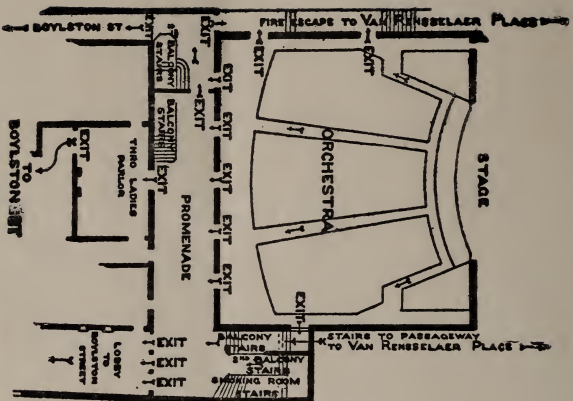 ← BOYLSTON ST.
EXIT
FIRE ESCAPE TO VAN RENSSELAER PLACE
EXIT
EXIT
BALCONY
STAIRS
BALCONY
STAIRS
EXIT
EXIT
EXIT
EXIT
EXIT
EXIT
EXIT
ORCHESTRA
STAGE
PROMENADE
THRO LADIES
PARLOR
EXIT
TO
BOYLSTON ST
EXIT
STAIRS TO PASSAGEWAY
TO VAN RENSSELAER PLACE
BALCONY
STAIRS
2ND BALCONY
STAIRS
SMOKING ROOM
STAIRS
EXIT
EXIT
EXIT
LOBBY
TO
BOYLSTON
STREET